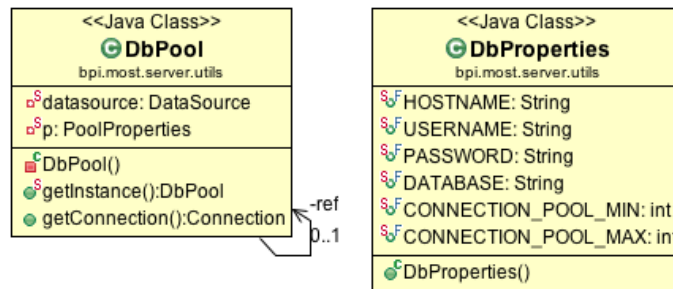 <<Java Class>>
DbPool
bpi.most.server.utils
datasource: DataSource
p: PoolProperties
DbPool()
getInstance():DbPool
getConnection():Connection
-ref
0..1
<<Java Class>>
DbProperties
bpi.most.server.utils
HOSTNAME: String
USERNAME: String
PASSWORD: String
DATABASE: String
CONNECTION_POOL_MIN: int
CONNECTION_POOL_MAX: int
DbProperties()